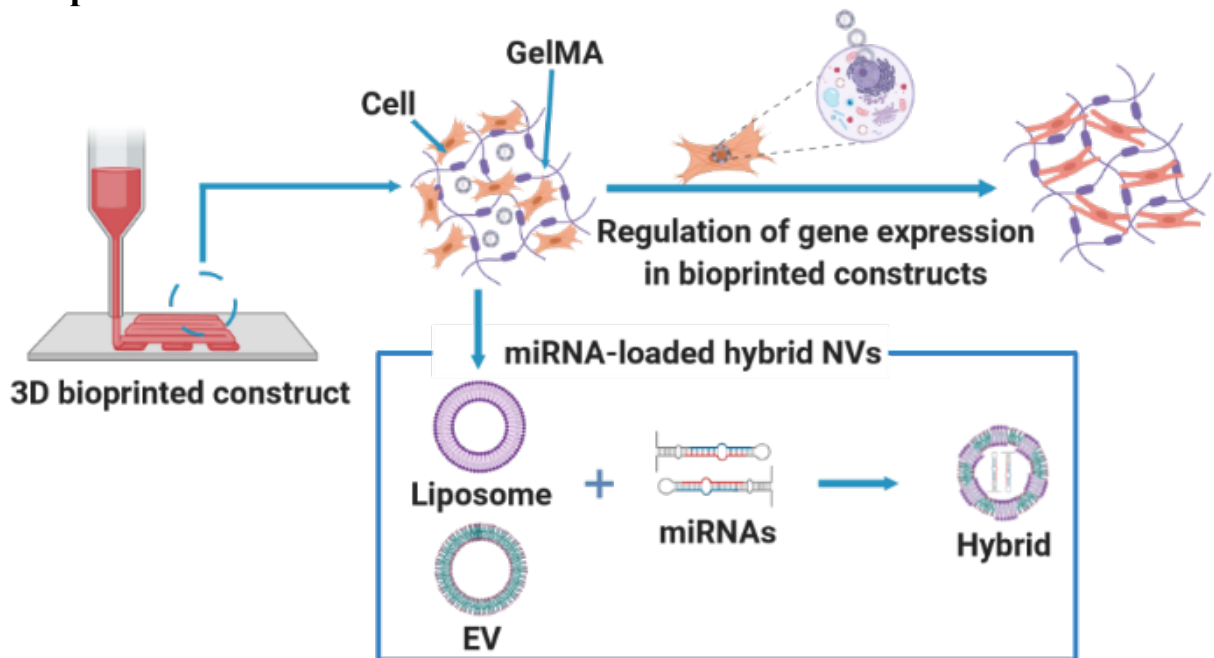 GelMA
Cell
Regulation of gene expression
in bioprinted constructs
3D bioprinted construct
miRNA-loaded hybrid NVs
Liposome
+
miRNAs
Hybrid
EV